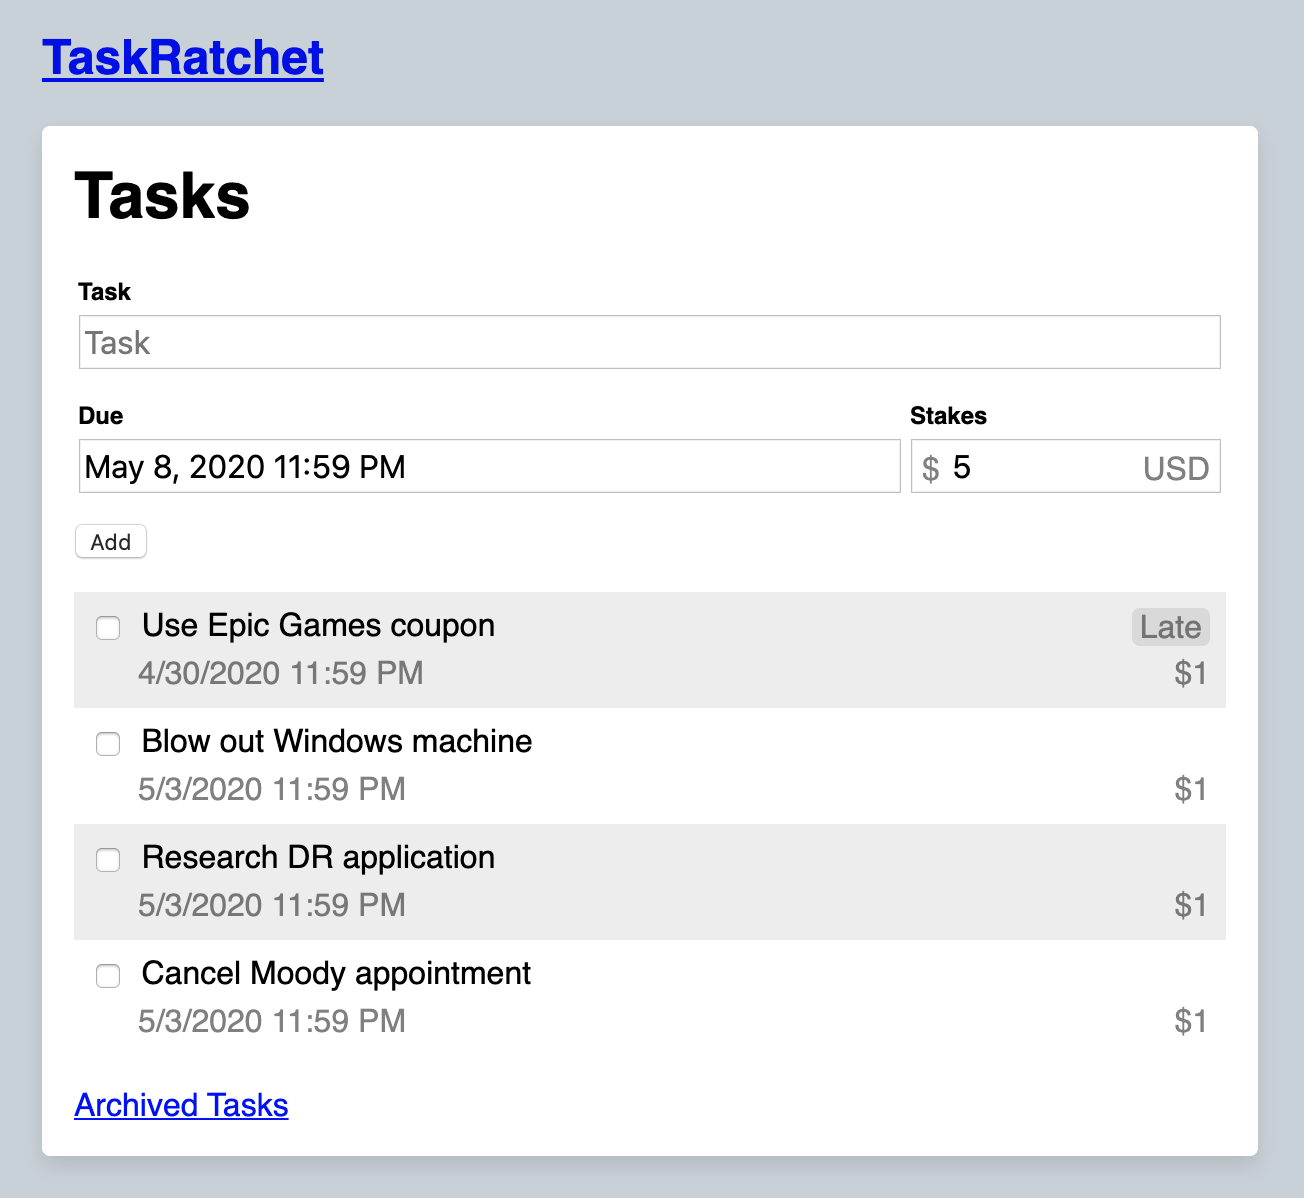 TaskRatchet
Tasks
Task
Task
Due
Stakes
May 8, 2020 11:59 PM
$ 5 USD
Add
Use Epic Games coupon
Late
4/30/2020 11:59 PM
$1
Blow out Windows machine
5/3/2020 11:59 PM
$1
Research DR application
5/3/2020 11:59 PM
$1
Cancel Moody appointment
5/3/2020 11:59 PM
$1
Archived Tasks